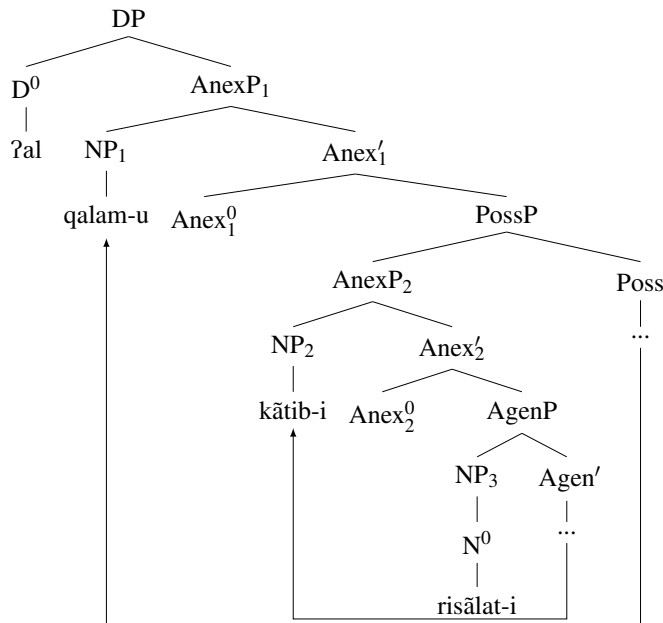 DP
D⁰ AnexP₁
ʔal NP₁ Anex′₁
qalam-u Anex⁰₁ PossP
AnexP₂ Poss
NP₂ Anex′₂ ...
kãtib-i Anex⁰₂ AgenP
NP₃ Agen′
N⁰ ...
risãlat-i